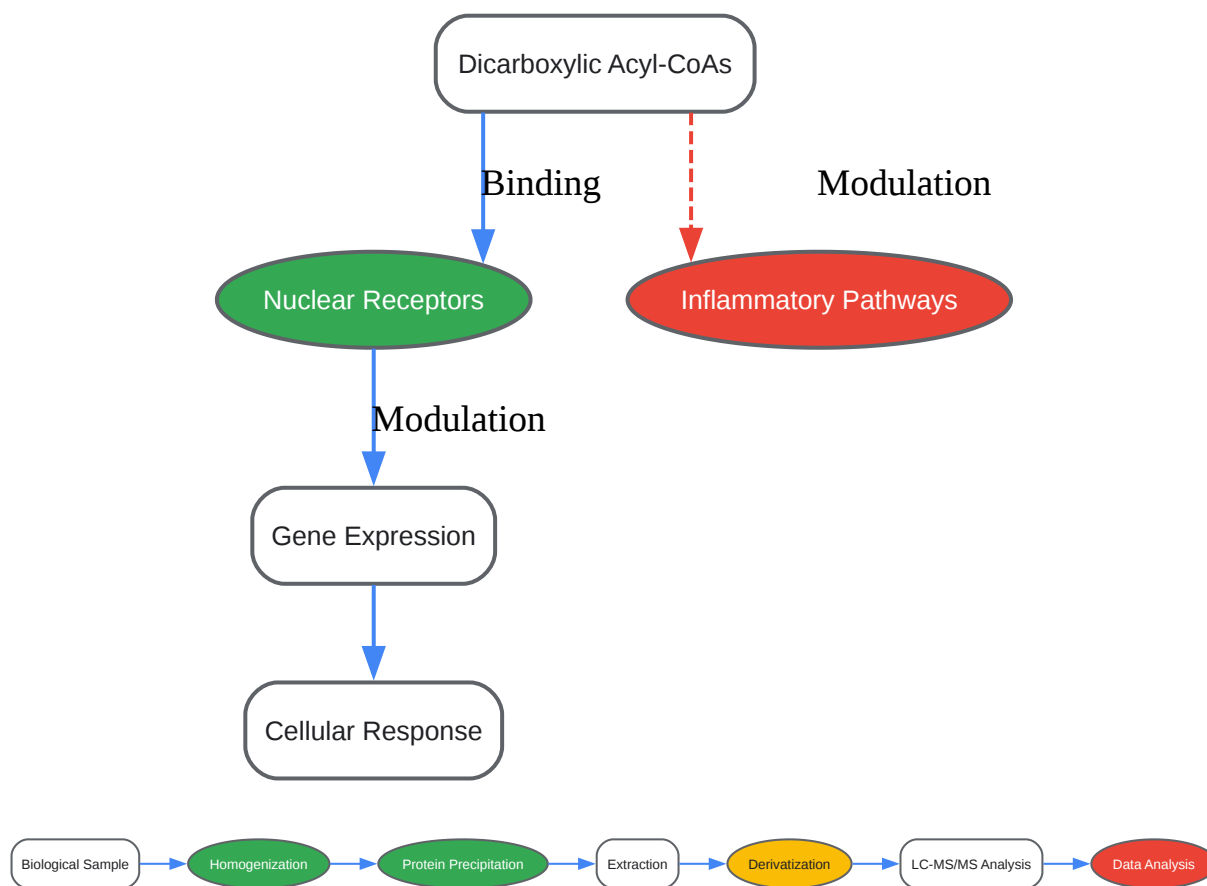 Dicarboxylic Acyl-CoAs
Binding
Modulation
Nuclear Receptors
Inflammatory Pathways
Modulation
Gene Expression
Cellular Response
Biological Sample
Homogenization
Protein Precipitation
Extraction
Derivatization
LC-MS/MS Analysis
Data Analysis